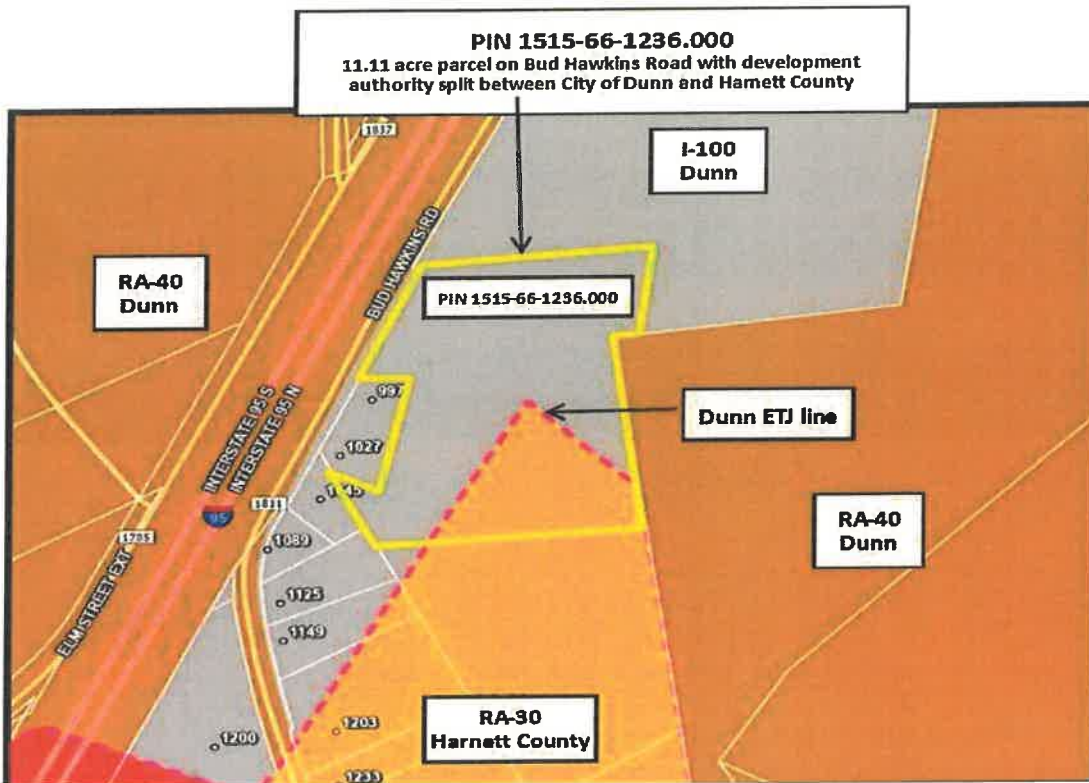 PIN 1515-66-1236.000
11.11 acre parcel on Bud Hawkins Road with development
authority split between City of Dunn and Harnett County
1837
I-100
Dunn
BUD HAWKINS RD
RA-40
Dunn
PIN 1515-66-1236.000
INTERSTATE 95 S
INTERSTATE 95 N
997
Dunn ETJ line
1027
1811
95
RA-40
Dunn
1705
1089
ELM STREET EXT
1125
1149
RA-30
Harnett County
1203
1200
1233